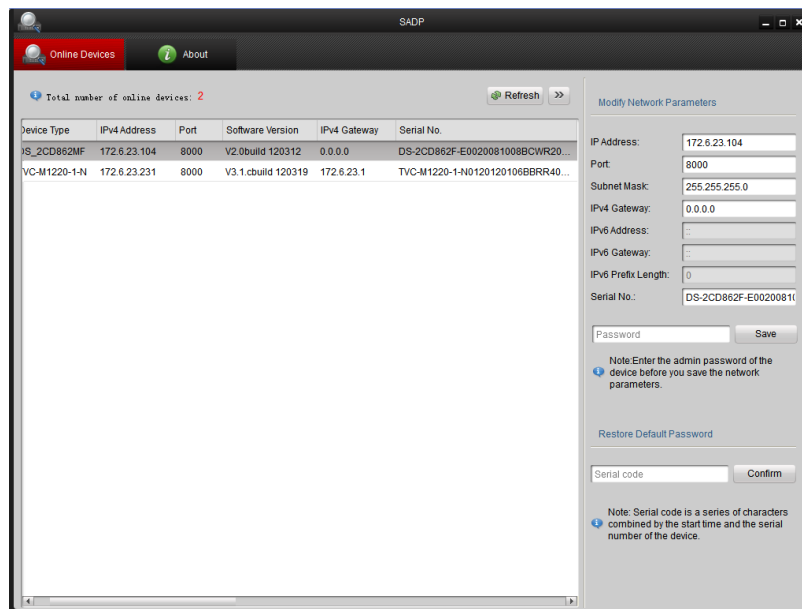 SADP
Online Devices
About
Total number of online devices: 2
Refresh
Modify Network Parameters
Device Type IPv4 Address Port Software Version IPv4 Gateway Serial No.
DS_2CD862MF 172.6.23.104 8000 V2.0build 120312 0.0.0.0 DS-2CD862F-E0020081008BCWR20...
TVC-M1220-1-N 172.6.23.231 8000 V3.1.cbuild 120319 172.6.23.1 TVC-M1220-1-N0120120106BBRR40...
IP Address: 172.6.23.104
Port: 8000
Subnet Mask: 255.255.255.0
IPv4 Gateway: 0.0.0.0
IPv6 Address: ::
IPv6 Gateway: ::
IPv6 Prefix Length: 0
Serial No.: DS-2CD862F-E0020081(
Password
Save
Note:Enter the admin password of the
device before you save the network
parameters.
Restore Default Password
Serial code
Confirm
Note: Serial code is a series of characters
combined by the start time and the serial
number of the device.